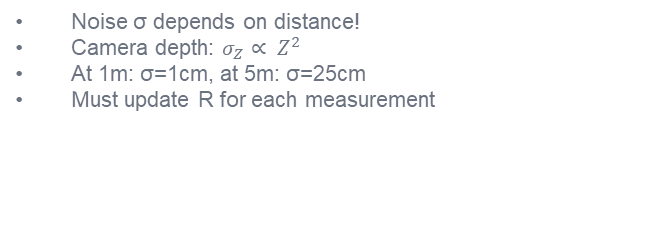 • Noise σ depends on distance!
• Camera depth: σ_Z ∝ Z²
• At 1m: σ=1cm, at 5m: σ=25cm
• Must update R for each measurement